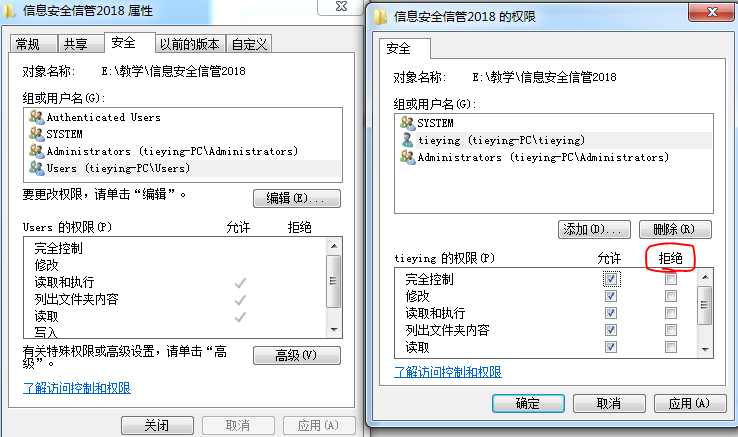 信息安全信管2018 属性
常规 共享 安全 以前的版本 自定义
对象名称: E:\教学\信息安全信管2018
组或用户名(G):
Authenticated Users
SYSTEM
Administrators (tieying-PC\Administrators)
Users (tieying-PC\Users)
要更改权限，请单击“编辑”。 编辑(E)...
Users 的权限(P) 允许 拒绝
完全控制
修改
读取和执行
列出文件夹内容
读取
写入
有关特殊权限或高级设置，请单击“高级”。 高级(V)
了解访问控制和权限
关闭 取消 应用(A)
信息安全信管2018 的权限
安全
对象名称: E:\教学\信息安全信管2018
组或用户名(G):
SYSTEM
tieying (tieying-PC\tieying)
Administrators (tieying-PC\Administrators)
添加(D)... 删除(R)
tieying 的权限(P) 允许 拒绝
完全控制
修改
读取和执行
列出文件夹内容
读取
了解访问控制和权限
确定 取消 应用(A)